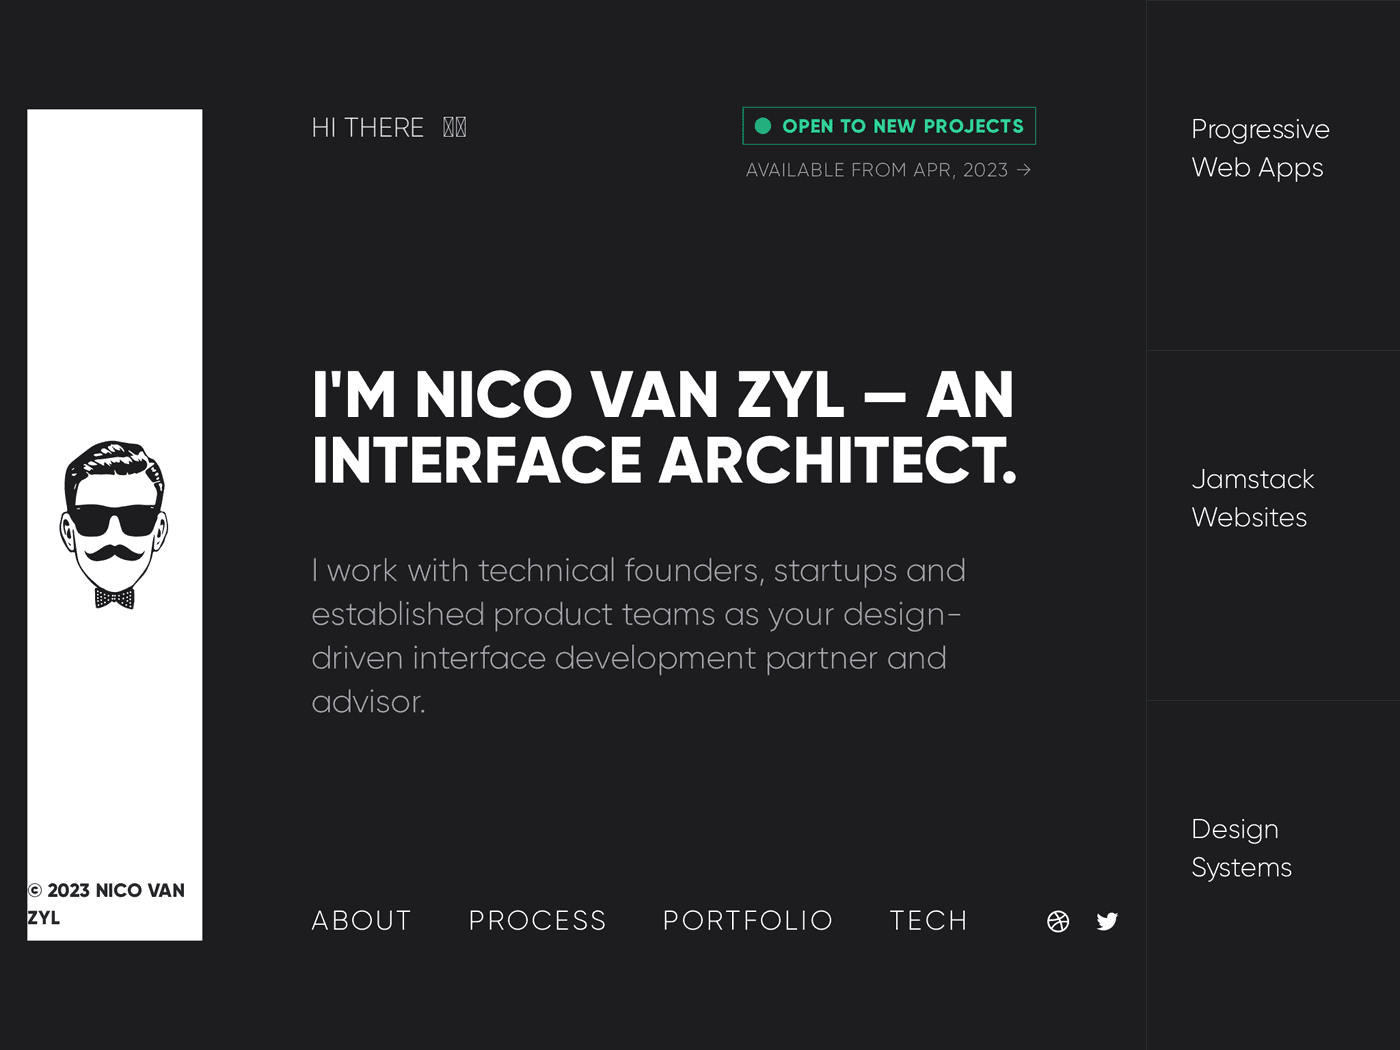 HI THERE
OPEN TO NEW PROJECTS
AVAILABLE FROM APR, 2023 →
I'M NICO VAN ZYL — AN
INTERFACE ARCHITECT.
I work with technical founders, startups and
established product teams as your design-
driven interface development partner and
advisor.
ABOUT PROCESS PORTFOLIO TECH
© 2023 NICO VAN
ZYL
Progressive
Web Apps
Jamstack
Websites
Design
Systems